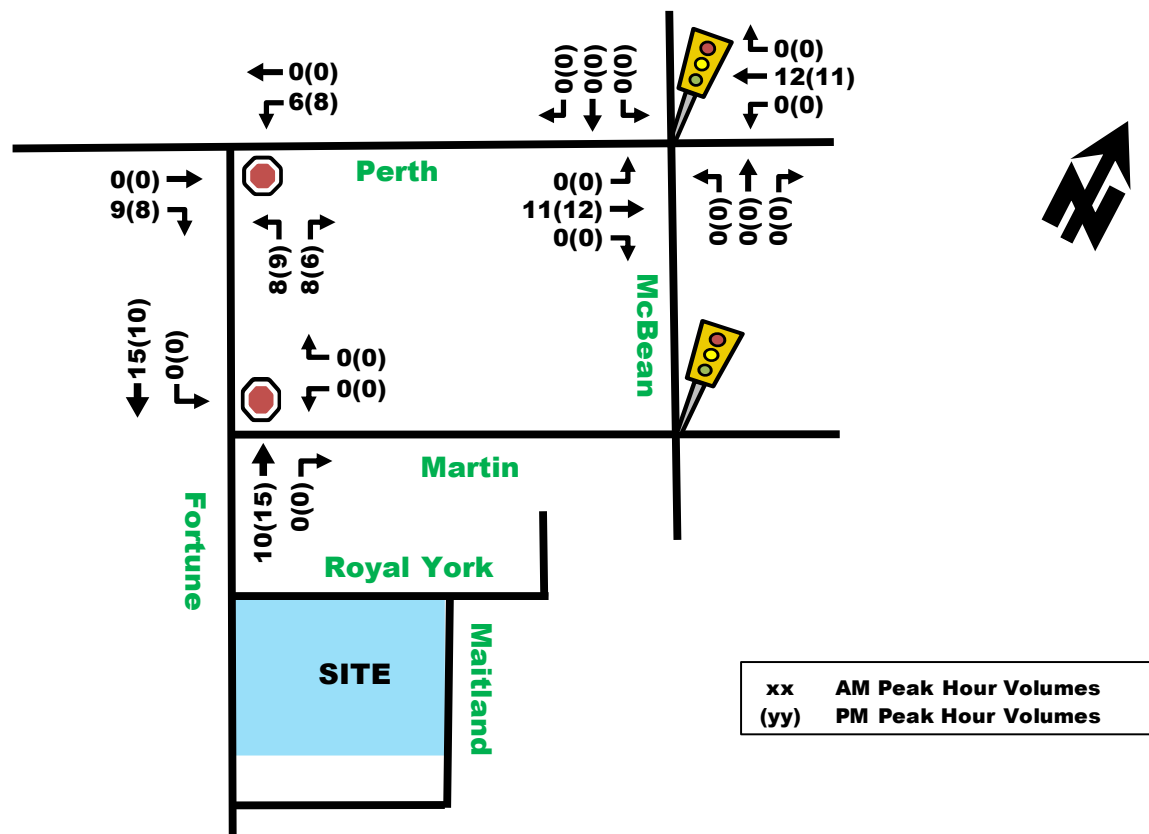 0(0)
6(8)
0(0)
0(0)
0(0)
0(0)
12(11)
0(0)
Perth
0(0)
9(8)
0(0)
11(12)
0(0)
0(0)
0(0)
0(0)
8(9)
8(6)
N
McBean
15(10)
0(0)
0(0)
0(0)
Martin
10(15)
0(0)
Fortune
Royal York
SITE
Maitland
xx AM Peak Hour Volumes
(yy) PM Peak Hour Volumes